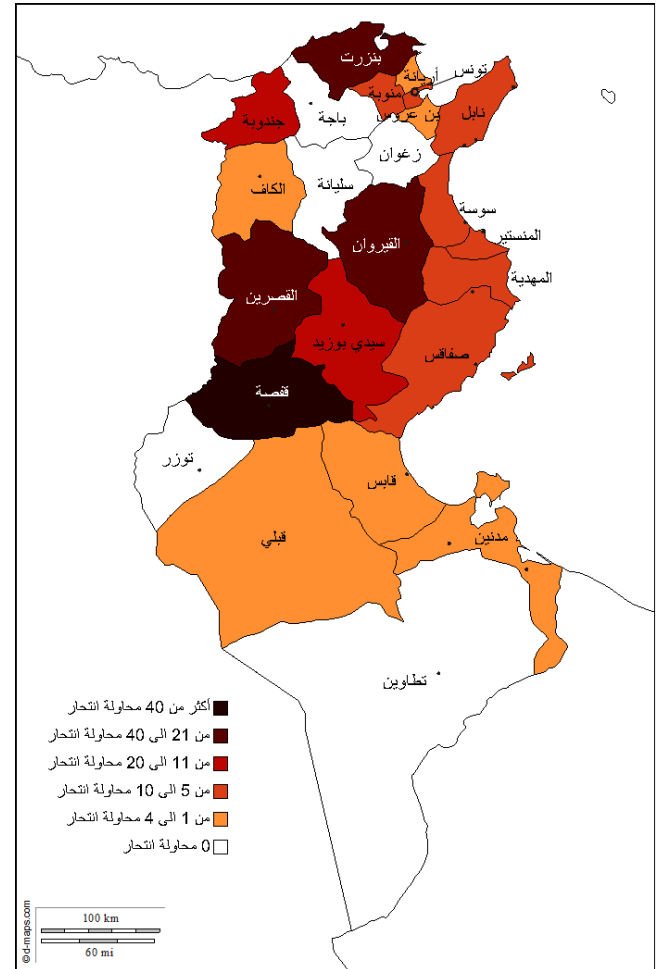 بنزرت
أريانة
تونس
منوبة
نابل
جندوبة
باجة
بن عروس
زغوان
الكاف
سليانة
سوسة
القيروان
المنستير
المهدية
القصرين
سيدي بوزيد
صفاقس
قفصة
توزر
قابس
قبلي
مدنين
تطاوين
أكثر من 40 محاولة انتحار
من 21 الى 40 محاولة انتحار
من 11 الى 20 محاولة انتحار
من 5 الى 10 محاولة انتحار
من 1 الى 4 محاولة انتحار
0 محاولة انتحار
100 km
60 mi
© d-maps.com